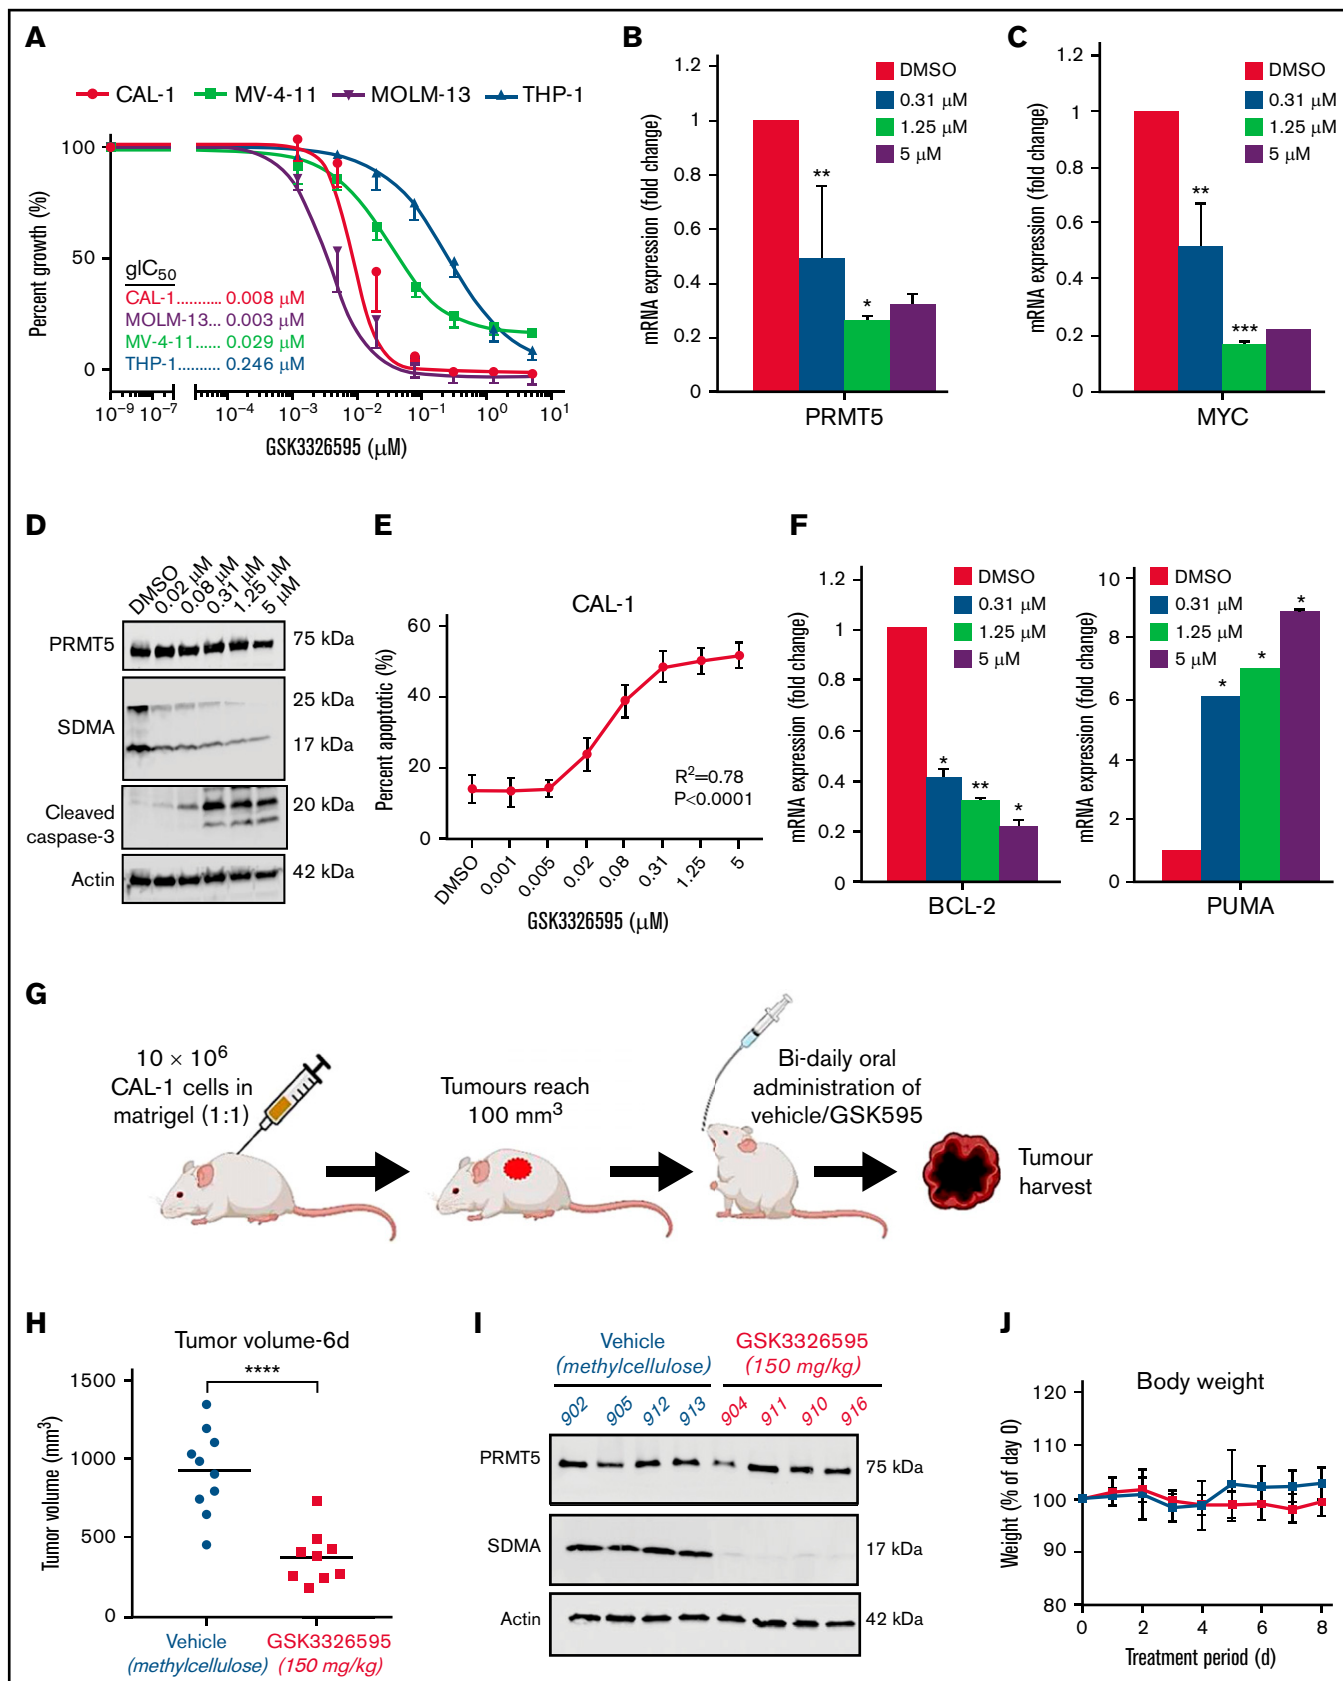 A
CAL-1 MV-4-11 MOLM-13 THP-1
Percent growth (%)
100
50
0
gIC50
CAL-1........... 0.008 μM
MOLM-13... 0.003 μM
MV-4-11...... 0.029 μM
THP-1.......... 0.246 μM
10−9 10−7 10−4 10−3 10−2 10−1 100 101
GSK3326595 (μM)
B
mRNA expression (fold change)
1.2
1
0.8
0.6
0.4
0.2
0
DMSO
0.31 μM
1.25 μM
5 μM
**
*
PRMT5
C
mRNA expression (fold change)
1.2
1
0.8
0.6
0.4
0.2
0
DMSO
0.31 μM
1.25 μM
5 μM
**
***
MYC
D
DMSO
0.02 μM
0.08 μM
0.31 μM
1.25 μM
5 μM
PRMT5 75 kDa
SDMA
25 kDa
17 kDa
Cleaved
caspase-3
20 kDa
Actin 42 kDa
E
CAL-1
Percent apoptotic (%)
60
40
20
0
R2=0.78
P<0.0001
DMSO 0.001 0.005 0.02 0.08 0.31 1.25 5
GSK3326595 (μM)
F
mRNA expression (fold change)
1.2
1
0.8
0.6
0.4
0.2
0
DMSO
0.31 μM
1.25 μM
5 μM
*
**
*
BCL-2
mRNA expression (fold change)
10
8
6
4
2
0
DMSO
0.31 μM
1.25 μM
5 μM
*
*
*
PUMA
G
10 × 106
CAL-1 cells in
matrigel (1:1)
Tumours reach
100 mm3
Bi-daily oral
administration of
vehicle/GSK595
Tumour
harvest
H
Tumor volume-6d
****
Tumor volume (mm3)
1500
1000
500
0
Vehicle
(methylcellulose)
GSK3326595
(150 mg/kg)
I
Vehicle
(methylcellulose)
GSK3326595
(150 mg/kg)
902 905 912 913 904 911 910 916
PRMT5 75 kDa
SDMA 17 kDa
Actin 42 kDa
J
Body weight
Weight (% of day 0)
120
110
100
90
80
0 2 4 6 8
Treatment period (d)